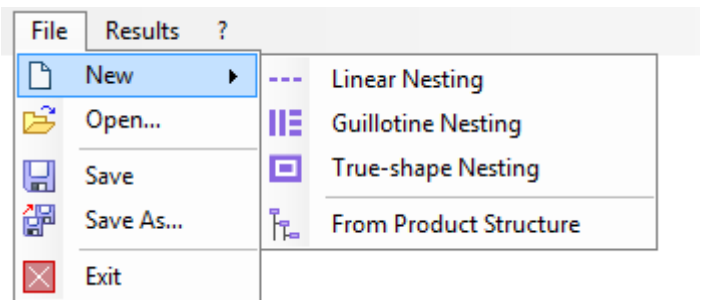 File Results ?
New Linear Nesting
Open... Guillotine Nesting
True-shape Nesting
Save
Save As... From Product Structure
Exit